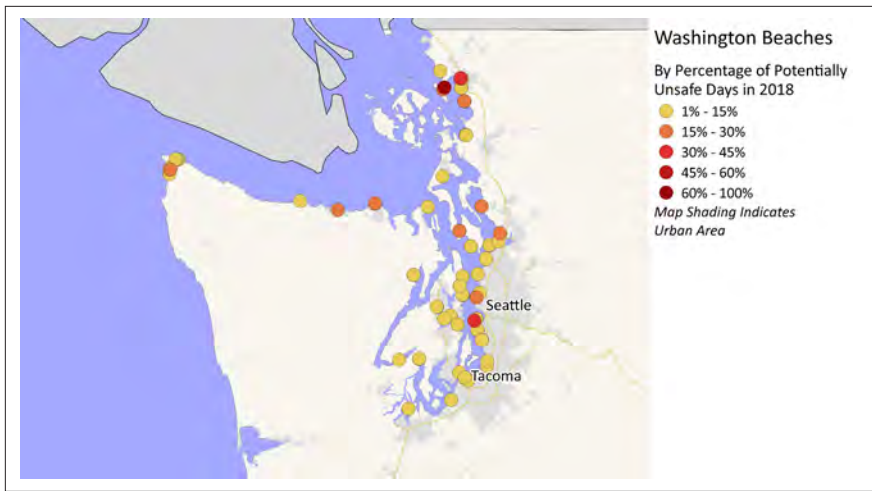 Washington Beaches
By Percentage of Potentially
Unsafe Days in 2018
1% - 15%
15% - 30%
30% - 45%
45% - 60%
60% - 100%
Map Shading Indicates
Urban Area
Seattle
Tacoma